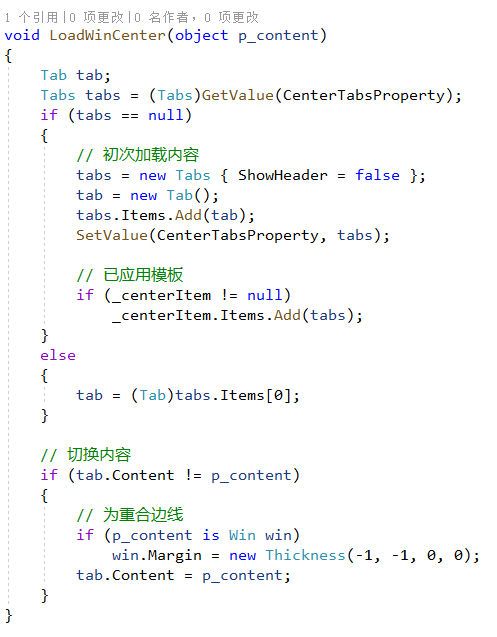 1 个引用|0 项更改|0 名作者, 0 项更改
void LoadWinCenter(object p_content)
{
    Tab tab;
    Tabs tabs = (Tabs)GetValue(CenterTabsProperty);
    if (tabs == null)
    {
        // 初次加载内容
        tabs = new Tabs { ShowHeader = false };
        tab = new Tab();
        tabs.Items.Add(tab);
        SetValue(CenterTabsProperty, tabs);

        // 已应用模板
        if (_centerItem != null)
            _centerItem.Items.Add(tabs);
    }
    else
    {
        tab = (Tab)tabs.Items[0];
    }

    // 切换内容
    if (tab.Content != p_content)
    {
        // 为重合边线
        if (p_content is Win win)
            win.Margin = new Thickness(-1, -1, 0, 0);
        tab.Content = p_content;
    }
}